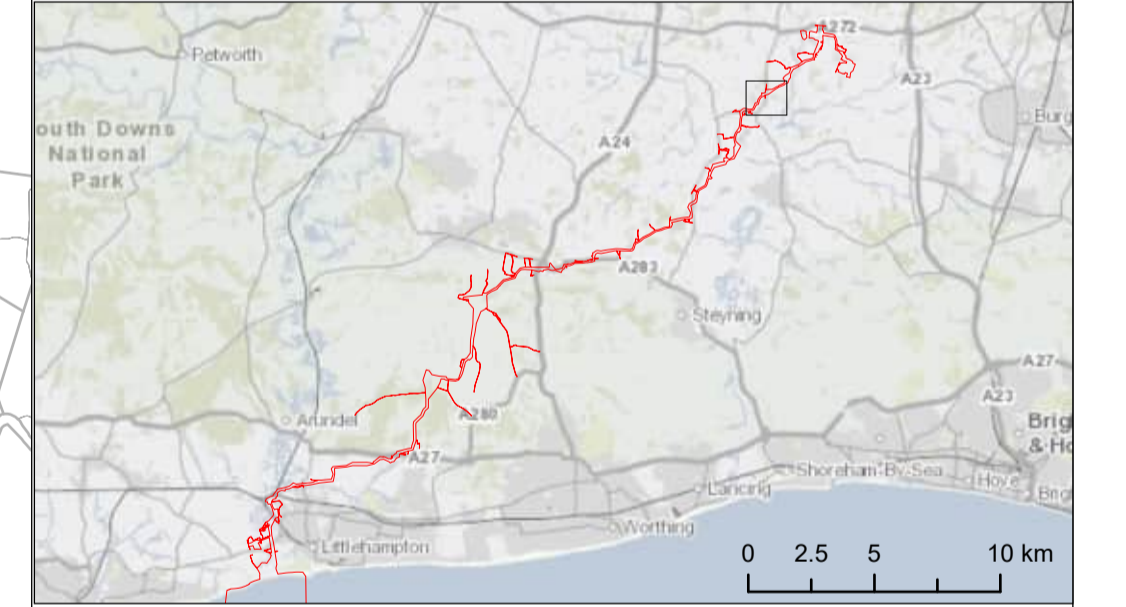 A272
Petworth
A23
Burg
outh Downs
National
Park
A24
A283
Steyning
A27
A23
Arundel
A280
Brig
& Ho
A27
Shoreham-By-Sea
Hove
Lancing
Brig
Worthing
Littlehampton
0 2.5 5 10 km